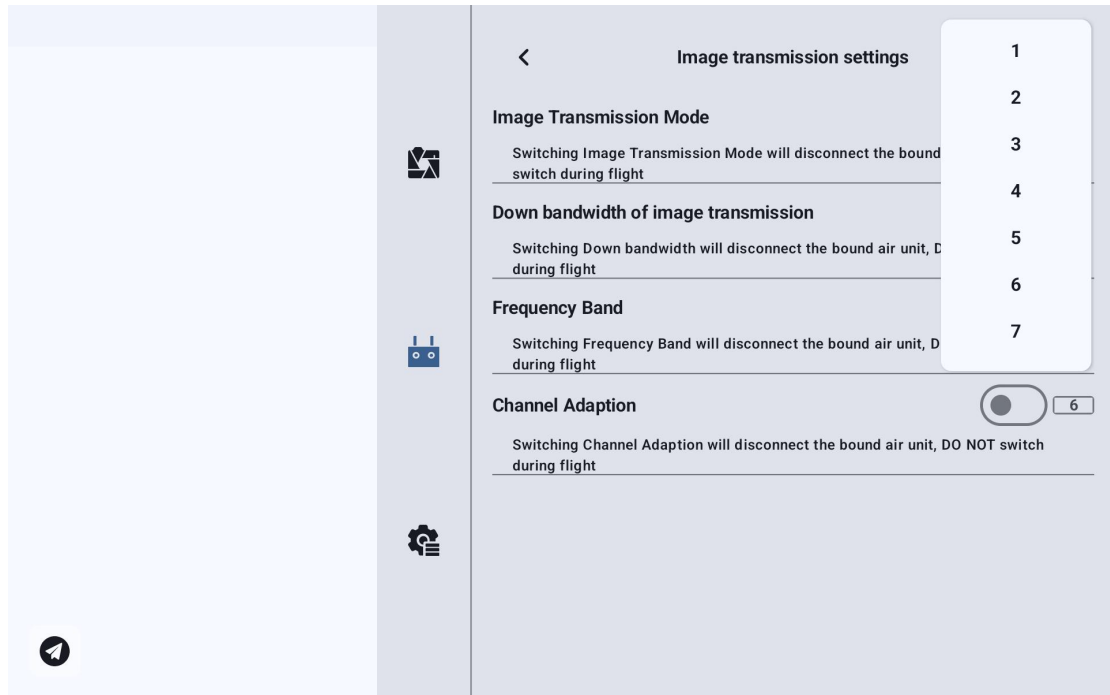 Image transmission settings
Image Transmission Mode
Switching Image Transmission Mode will disconnect the bound
switch during flight
Down bandwidth of image transmission
Switching Down bandwidth will disconnect the bound air unit, D
during flight
Frequency Band
Switching Frequency Band will disconnect the bound air unit, D
during flight
Channel Adaption
6
Switching Channel Adaption will disconnect the bound air unit, DO NOT switch
during flight
1
2
3
4
5
6
7